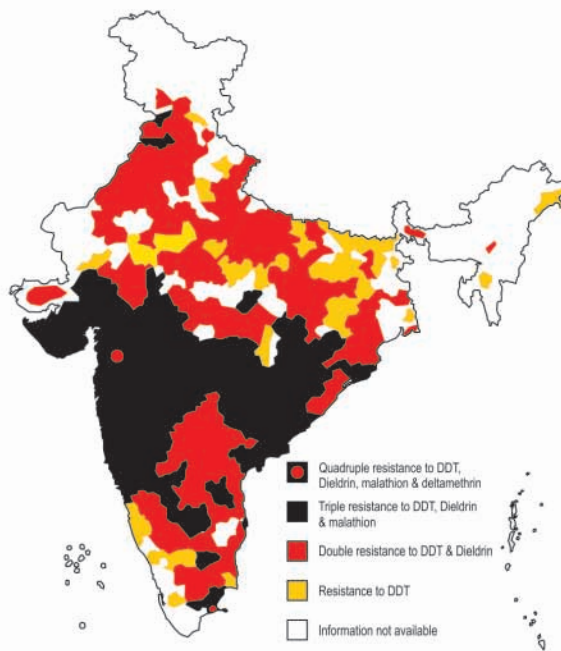 Quadruple resistance to DDT,
Dieldrin, malathion & deltamethrin
Triple resistance to DDT, Dieldrin
& malathion
Double resistance to DDT & Dieldrin
Resistance to DDT
Information not available